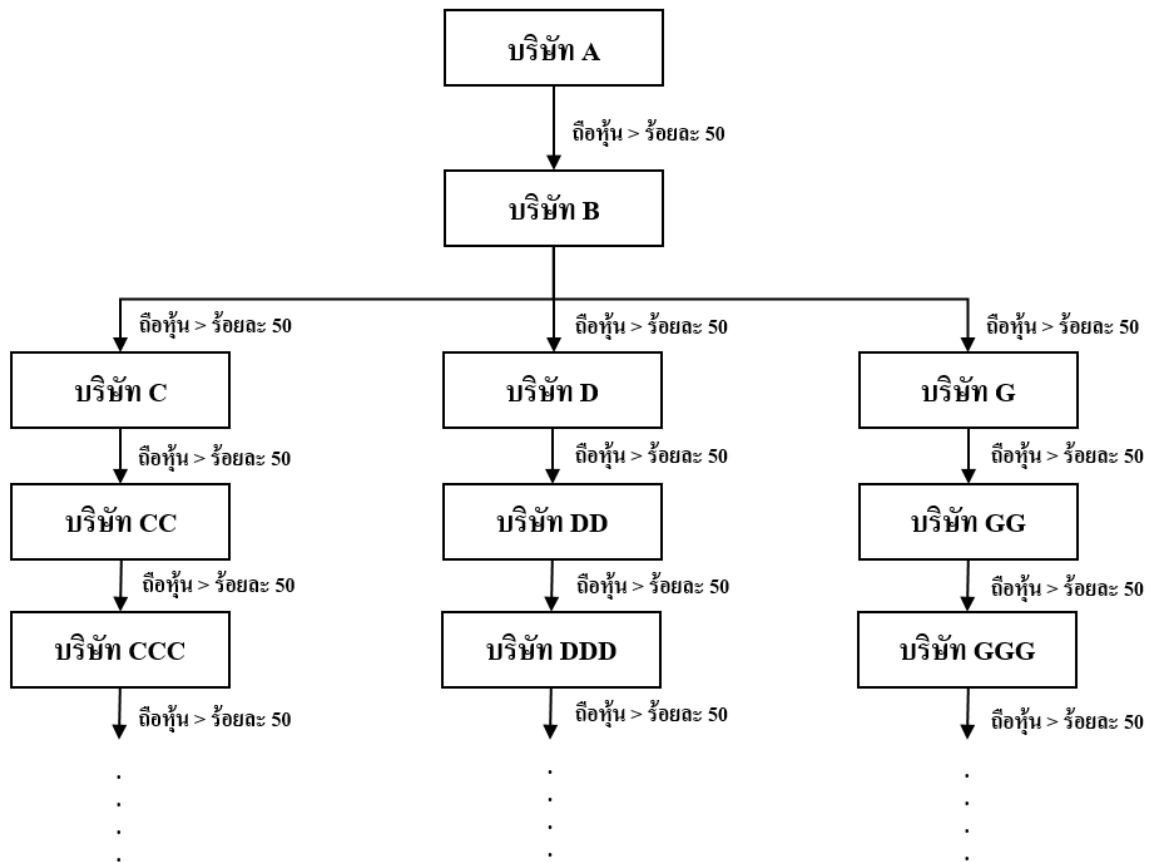 บริษัท A
ถือหุ้น > ร้อยละ 50
บริษัท B
ถือหุ้น > ร้อยละ 50
ถือหุ้น > ร้อยละ 50
ถือหุ้น > ร้อยละ 50
บริษัท C
บริษัท D
บริษัท G
ถือหุ้น > ร้อยละ 50
ถือหุ้น > ร้อยละ 50
ถือหุ้น > ร้อยละ 50
บริษัท CC
บริษัท DD
บริษัท GG
ถือหุ้น > ร้อยละ 50
ถือหุ้น > ร้อยละ 50
ถือหุ้น > ร้อยละ 50
บริษัท CCC
บริษัท DDD
บริษัท GGG
ถือหุ้น > ร้อยละ 50
ถือหุ้น > ร้อยละ 50
ถือหุ้น > ร้อยละ 50